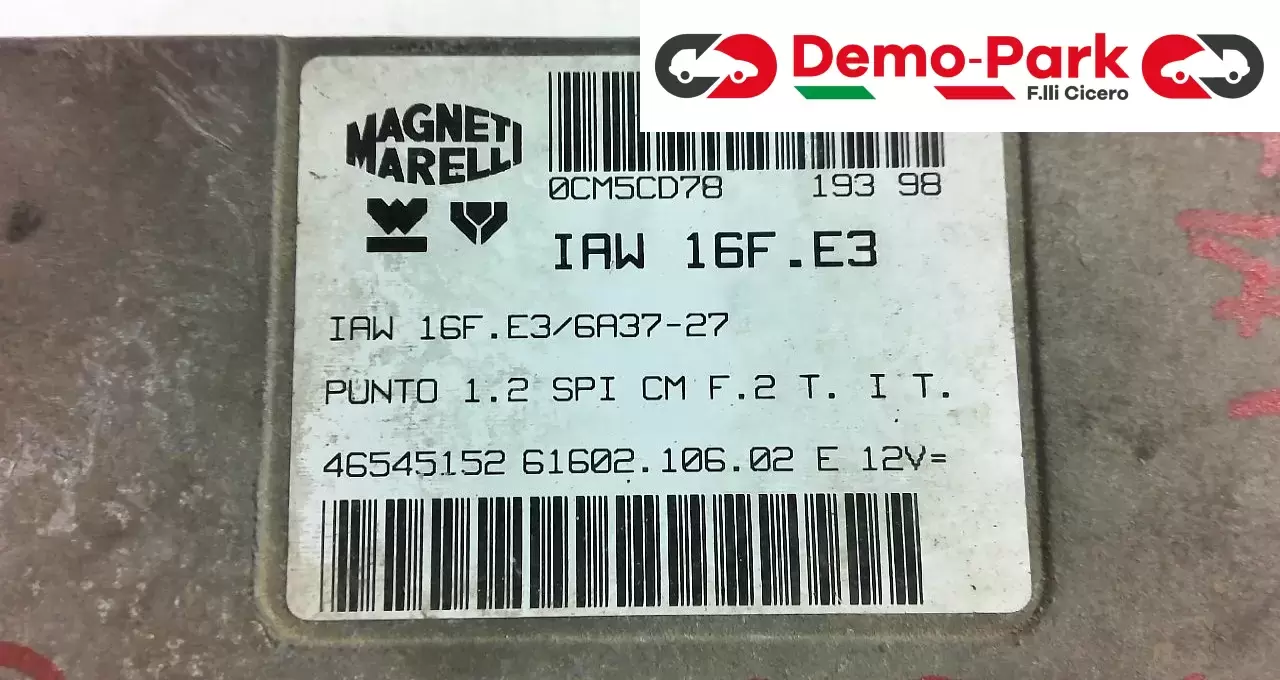 Demo-Park
F.lli Cicero
MAGNETI
MARELLI
0CM5CD78 193 98
IAW 16F.E3
IAW 16F.E3/6A37-27
PUNTO 1.2 SPI CM F.2 T. I T.
46545152 61602.106.02 E 12V=